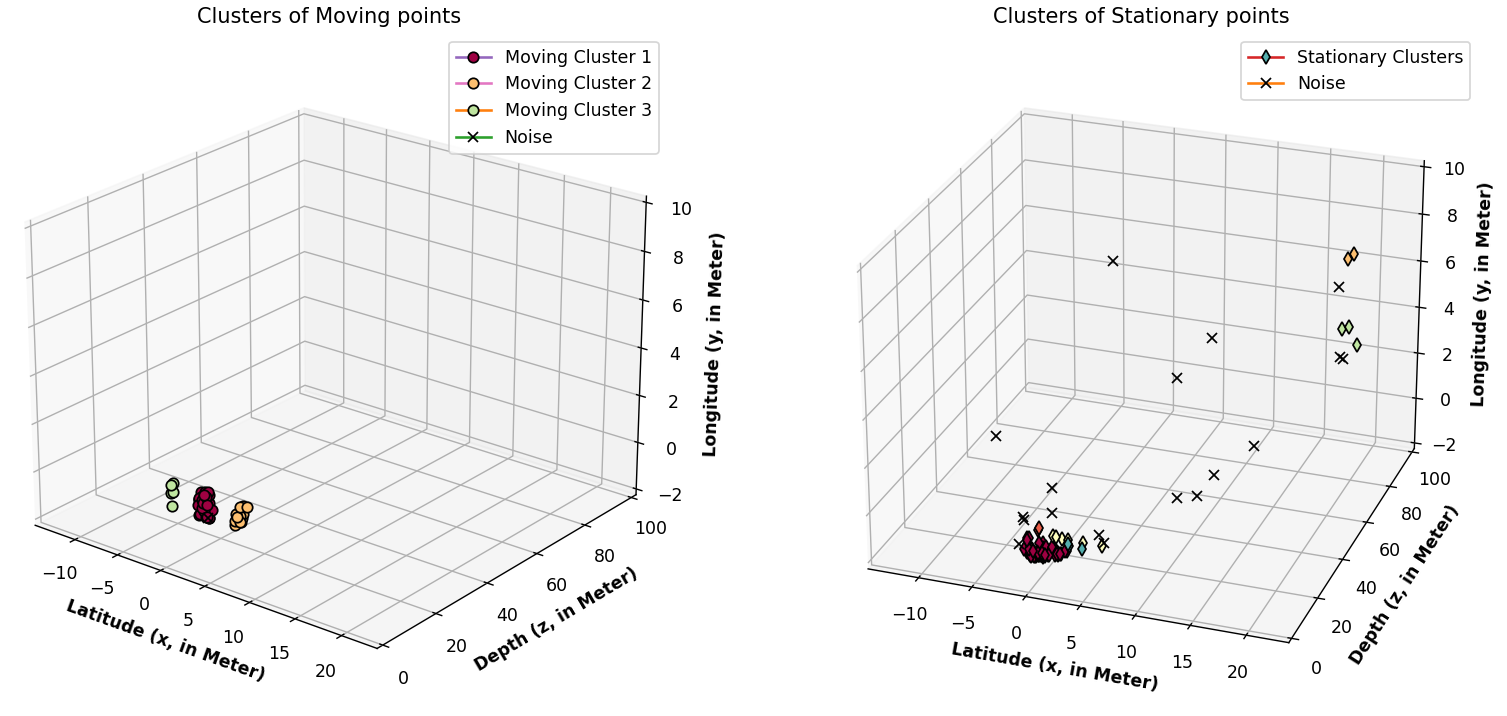 Clusters of Moving points
Moving Cluster 1
Moving Cluster 2
Moving Cluster 3
Noise
10
8
6
4
2
0
−2
Longitude (y, in Meter)
−10
−5
0
5
10
15
20
Latitude (x, in Meter)
0
20
40
60
80
100
Depth (z, in Meter)
Clusters of Stationary points
Stationary Clusters
Noise
10
8
6
4
2
0
−2
Longitude (y, in Meter)
−10
−5
0
5
10
15
20
Latitude (x, in Meter)
0
20
40
60
80
100
Depth (z, in Meter)